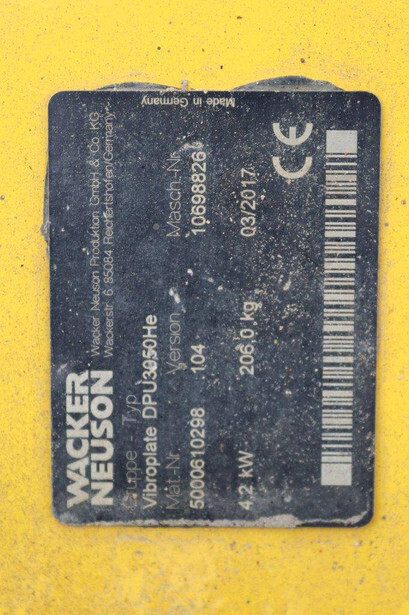 WACKER
NEUSON
Wacker Neuson Produktion GmbH & Co. KG
Wackerstr. 6 85084 Reichertshofen/Germany
Gruppe - Typ
Vibroplate DPU3050He
Mat.-Nr. Version Masch-Nr.
5000610298 104 10698826
4.2 kW 206,0 Kg 03/2017
CE
Made in Germany